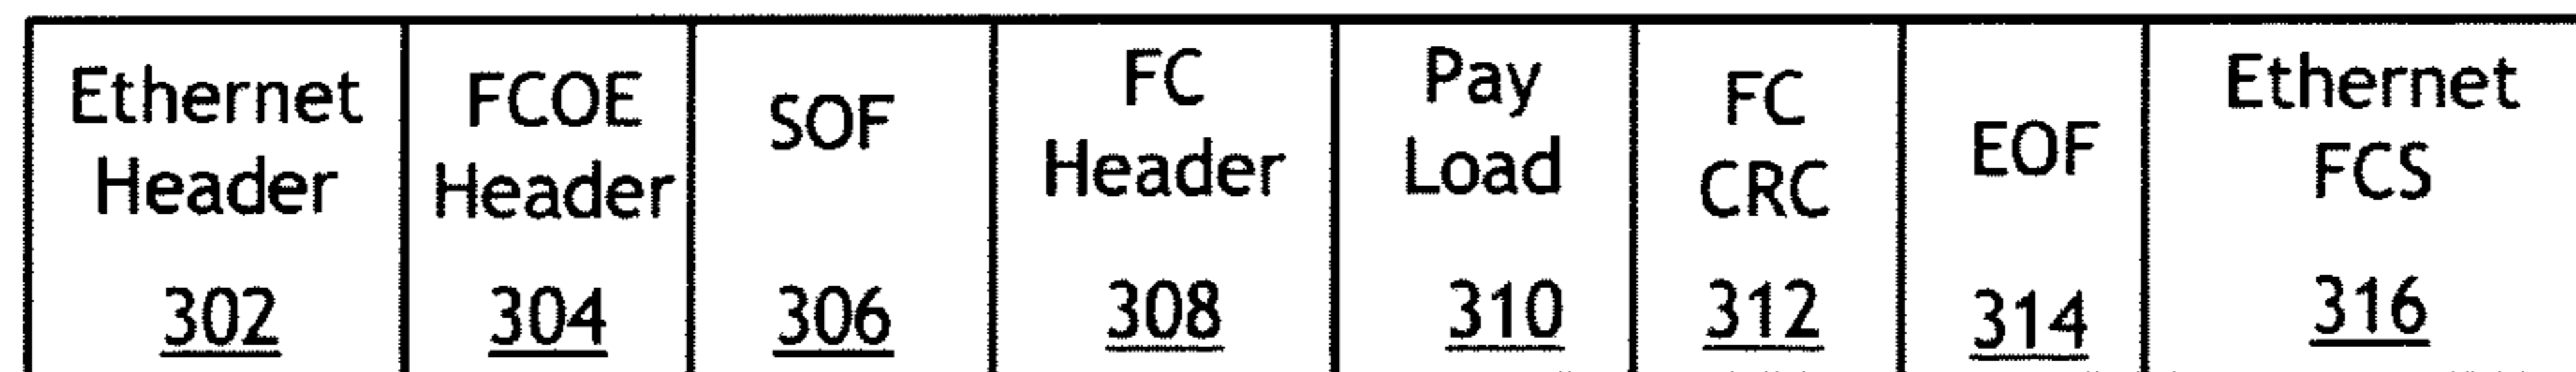 Ethernet
Header
302
FCOE
Header
304
SOF
306
FC
Header
308
Pay
Load
310
FC
CRC
312
EOF
314
Ethernet
FCS
316